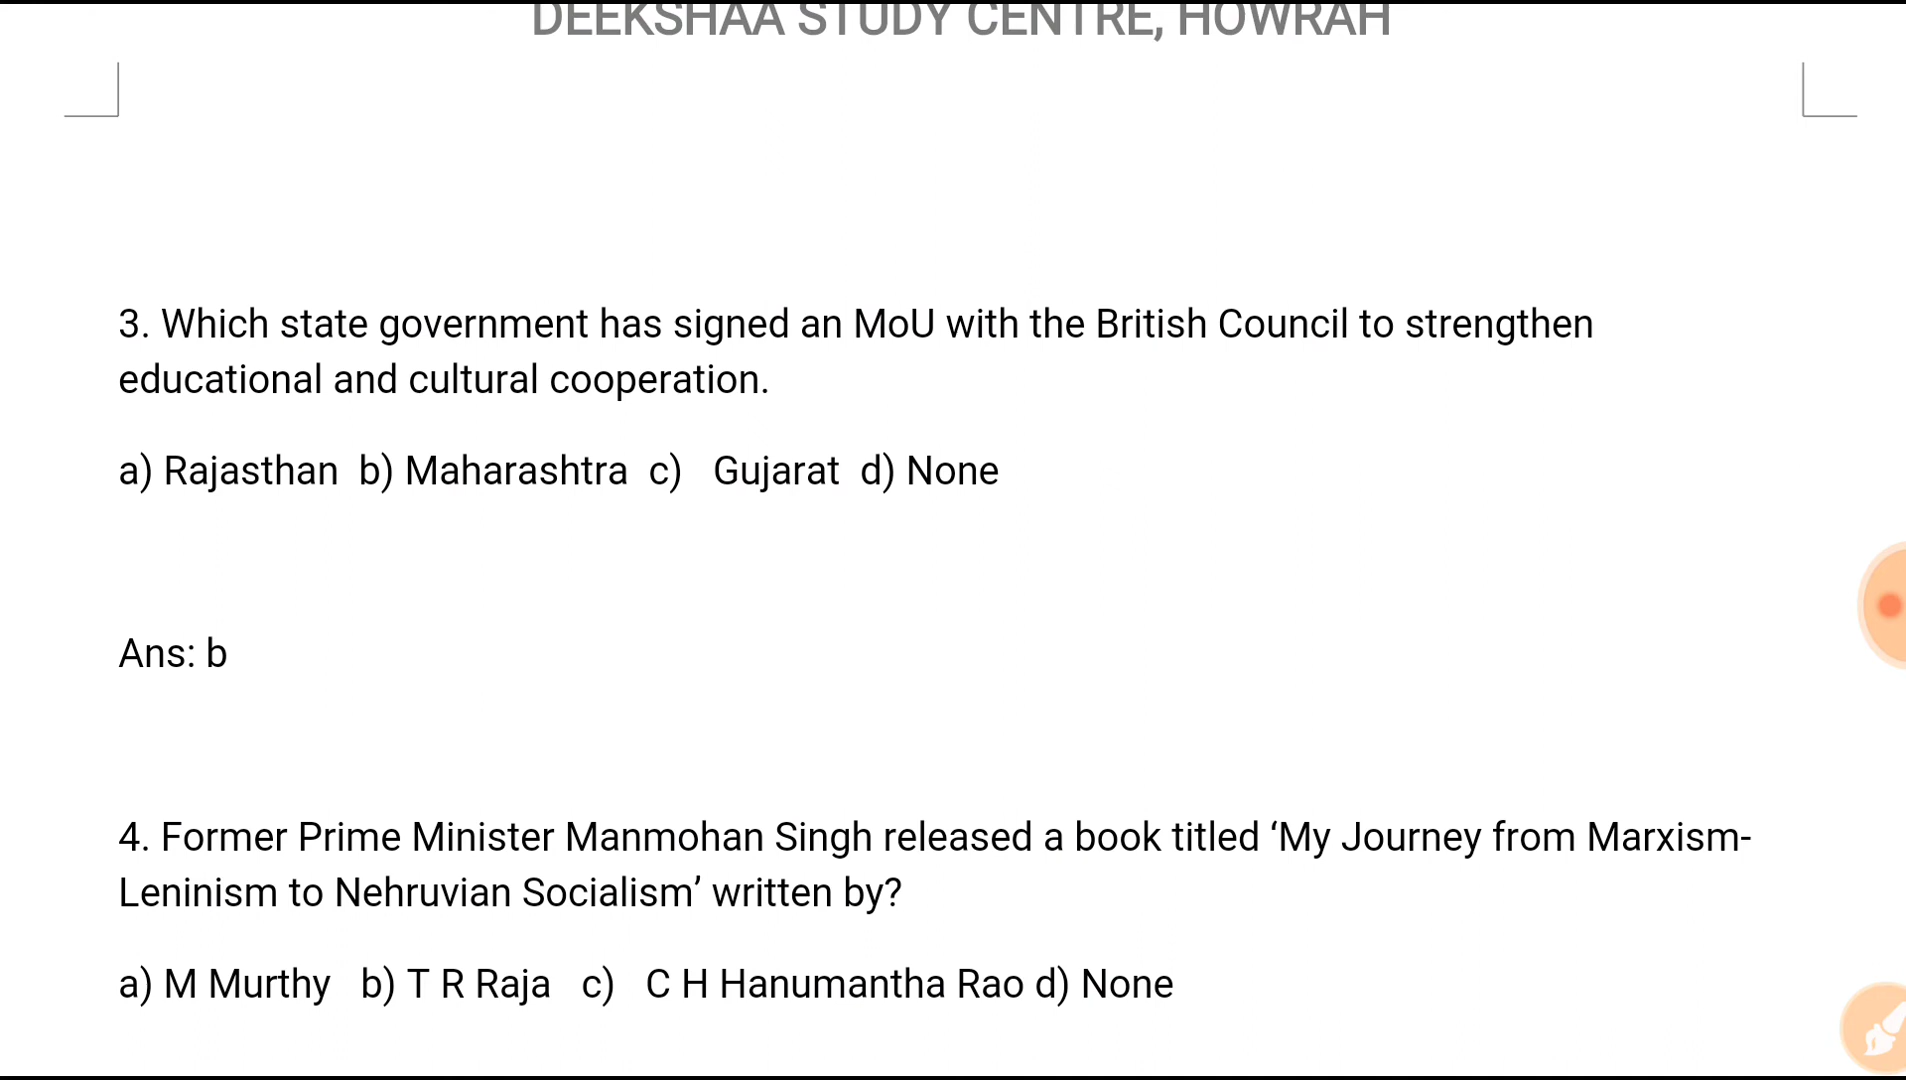 DEEKSHAA STUDY CENTRE, HOWRAH
3. Which state government has signed an MoU with the British Council to strengthen
educational and cultural cooperation.
a) Rajasthan b) Maharashtra c) Gujarat d) None
Ans: b
4. Former Prime Minister Manmohan Singh released a book titled ‘My Journey from Marxism-
Leninism to Nehruvian Socialism’ written by?
a) M Murthy b) T R Raja c) C H Hanumantha Rao d) None